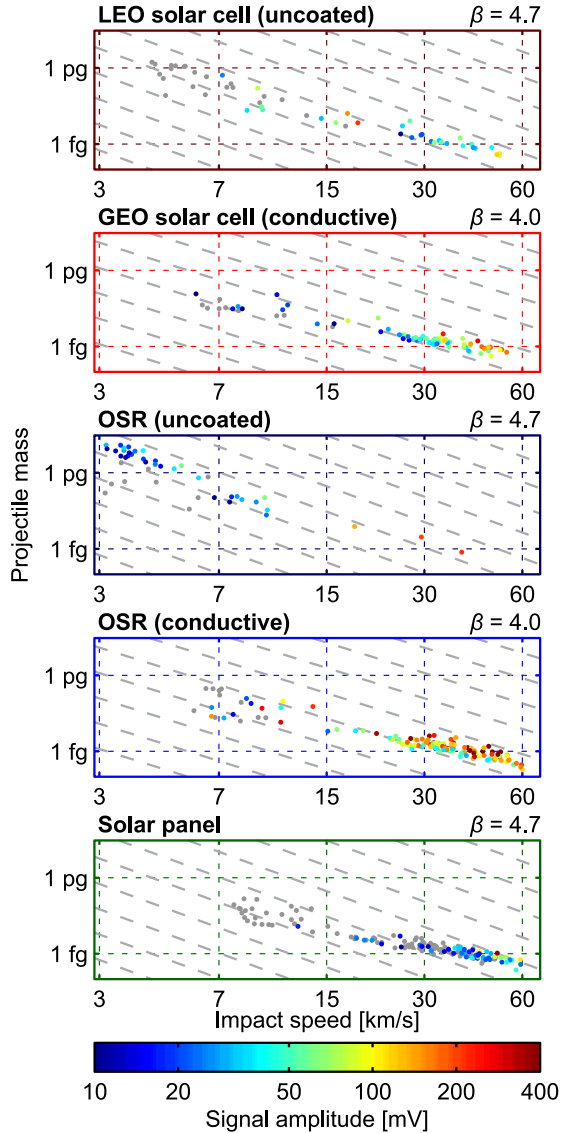 LEO solar cell (uncoated) β = 4.7
1 pg
1 fg
3 7 15 30 60
GEO solar cell (conductive) β = 4.0
1 pg
1 fg
3 7 15 30 60
OSR (uncoated) β = 4.7
1 pg
1 fg
3 7 15 30 60
Projectile mass
OSR (conductive) β = 4.0
1 pg
1 fg
3 7 15 30 60
Solar panel β = 4.7
1 pg
1 fg
3 7 15 30 60
Impact speed [km/s]
10 20 50 100 200 400
Signal amplitude [mV]